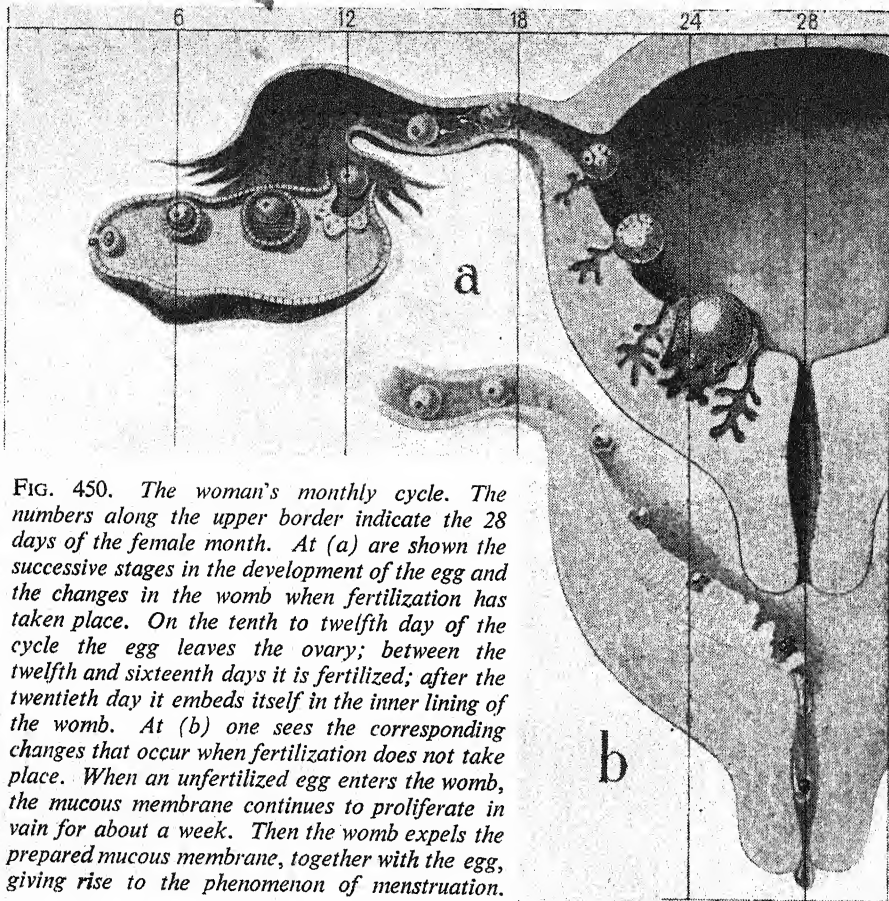 6 12 18 24 28
a
b
FIG. 450. The woman's monthly cycle. The
numbers along the upper border indicate the 28
days of the female month. At (a) are shown the
successive stages in the development of the egg and
the changes in the womb when fertilization has
taken place. On the tenth to twelfth day of the
cycle the egg leaves the ovary; between the
twelfth and sixteenth days it is fertilized; after the
twentieth day it embeds itself in the inner lining of
the womb. At (b) one sees the corresponding
changes that occur when fertilization does not take
place. When an unfertilized egg enters the womb,
the mucous membrane continues to proliferate in
vain for about a week. Then the womb expels the
prepared mucous membrane, together with the egg,
giving rise to the phenomenon of menstruation.